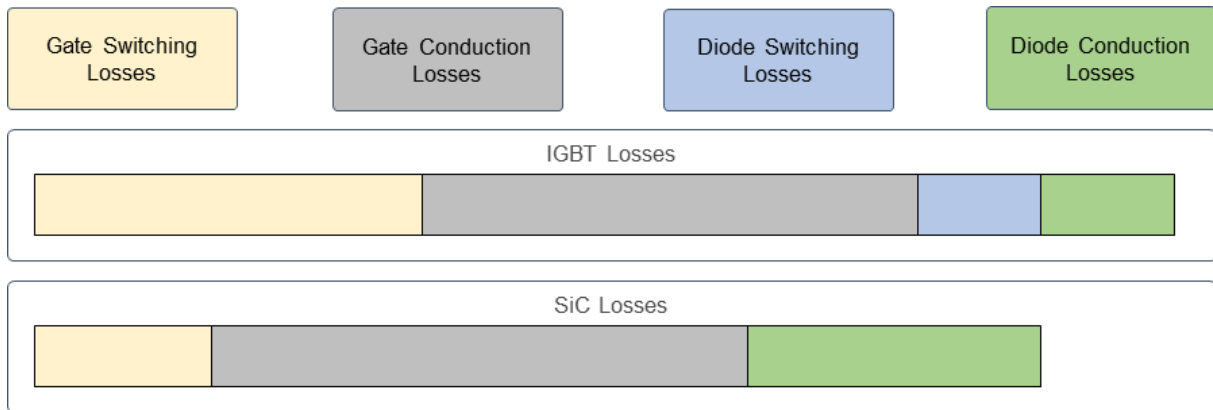 Gate Switching
Losses
Gate Conduction
Losses
Diode Switching
Losses
Diode Conduction
Losses
IGBT Losses
SiC Losses